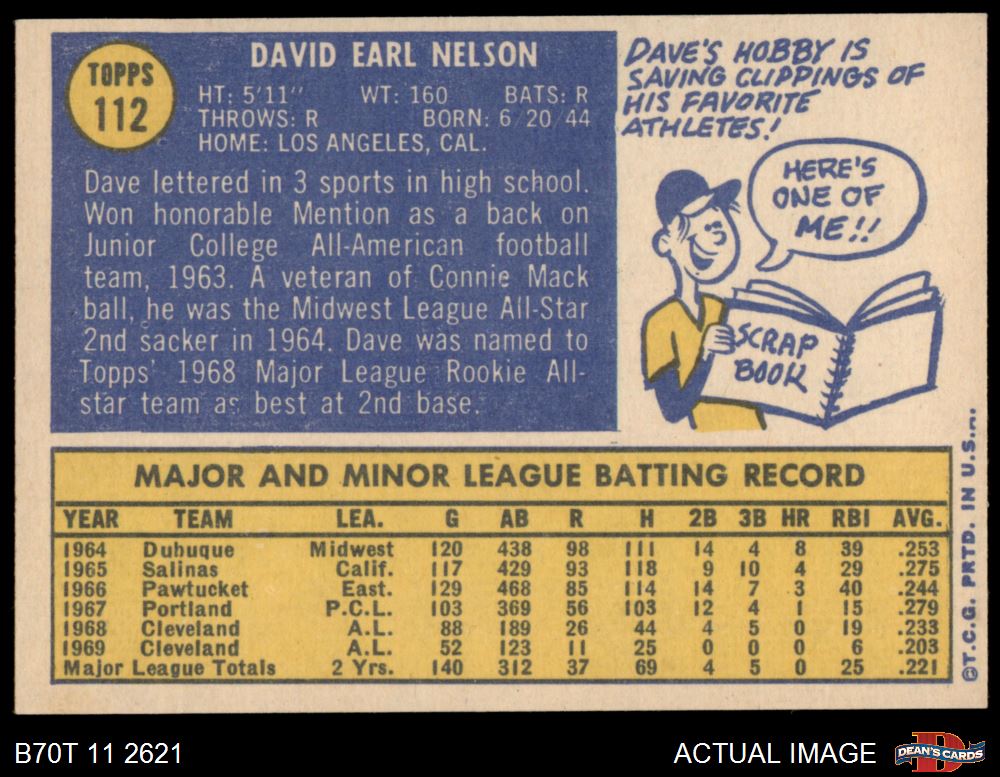 TOPPS
112
DAVID EARL NELSON
HT: 5'11" WT: 160 BATS: R
THROWS: R BORN: 6 20 44
HOME: LOS ANGELES, CAL.
Dave lettered in 3 sports in high school.
Won honorable Mention as a back on
Junior College All-American football
team, 1963. A veteran of Connie Mack
ball, he was the Midwest League All-Star
2nd sacker in 1964. Dave was named to
Topps' 1968 Major League Rookie All-
star team as best at 2nd base.
DAVE'S HOBBY IS
SAVING CLIPPINGS OF
HIS FAVORITE
ATHLETES!
HERE'S
ONE OF
ME!!
SCRAP
BOOK
MAJOR AND MINOR LEAGUE BATTING RECORD
YEAR TEAM LEA. G AB R H 2B 3B HR RBI AVG.
1964 Dubuque Midwest 120 438 98 111 14 4 8 39 .253
1965 Salinas Calif. 117 429 93 118 9 10 4 29 .275
1966 Pawtucket East. 129 468 85 114 14 7 3 40 .244
1967 Portland P.C.L. 103 369 56 103 12 4 1 15 .279
1968 Cleveland A.L. 88 189 26 44 4 5 0 19 .233
1969 Cleveland A.L. 52 123 11 25 0 0 0 6 .203
Major League Totals 2 Yrs. 140 312 37 69 4 5 0 25 .221
©T.C.G. PRTD. IN U.S.A.
B70T 11 2621
ACTUAL IMAGE
DEAN'S CARDS